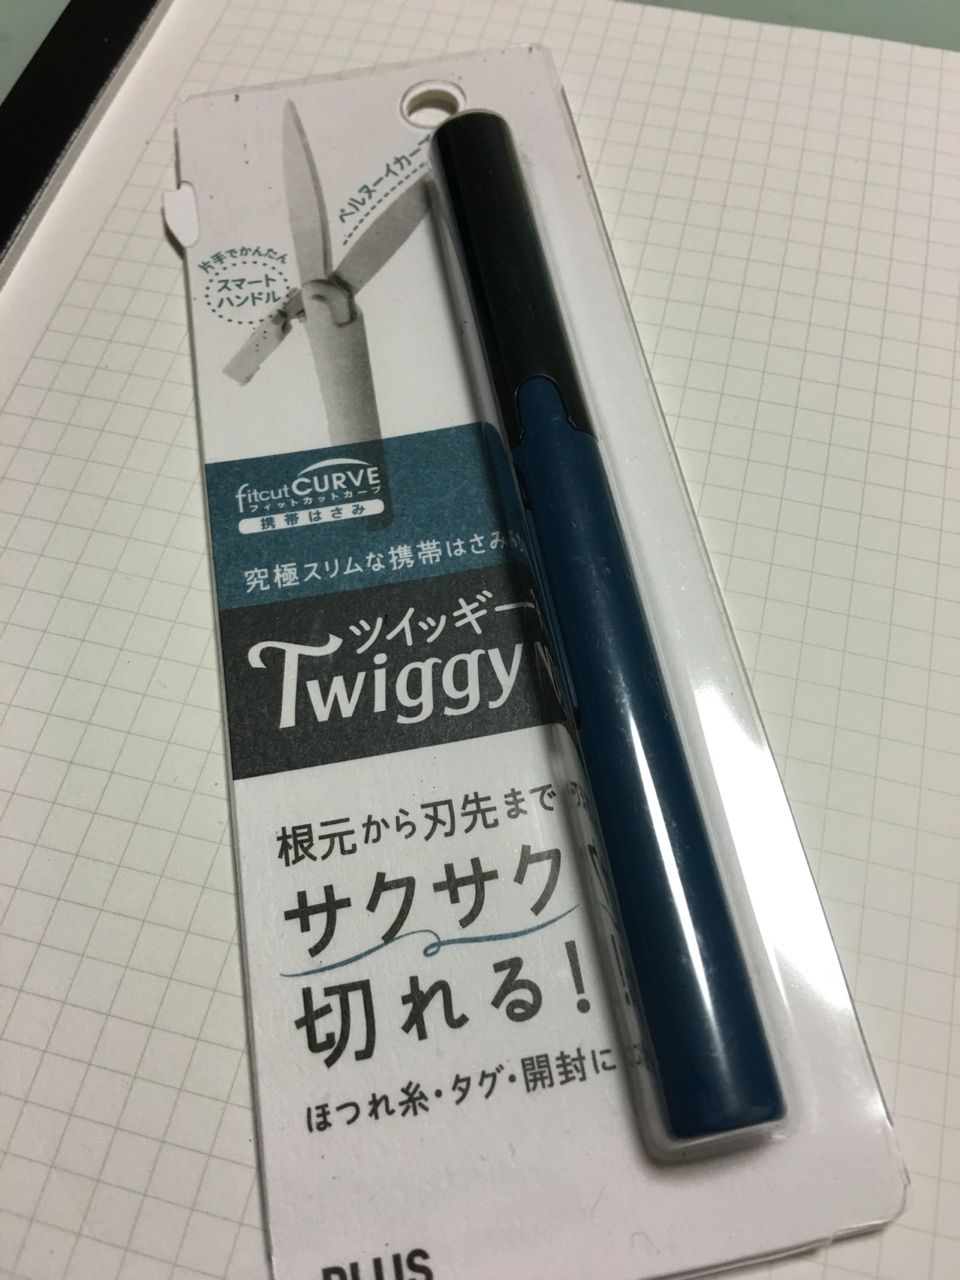 ベルヌーイカーブ
片手でかんたん
スマート
ハンドル
fitcut CURVE
フィットカットカーブ
携帯はさみ
究極スリムな携帯はさみ
ツイッギー
Twiggy
根元から刃先まで
サクサク
切れる!
ほつれ糸・タグ・開封に
PLUS